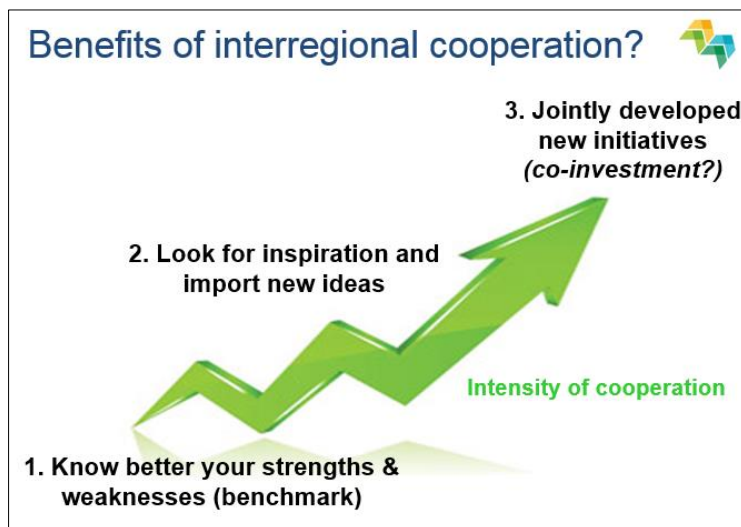 Benefits of interregional cooperation?
3. Jointly developed
new initiatives
(co-investment?)
2. Look for inspiration and
import new ideas
Intensity of cooperation
1. Know better your strengths &
weaknesses (benchmark)